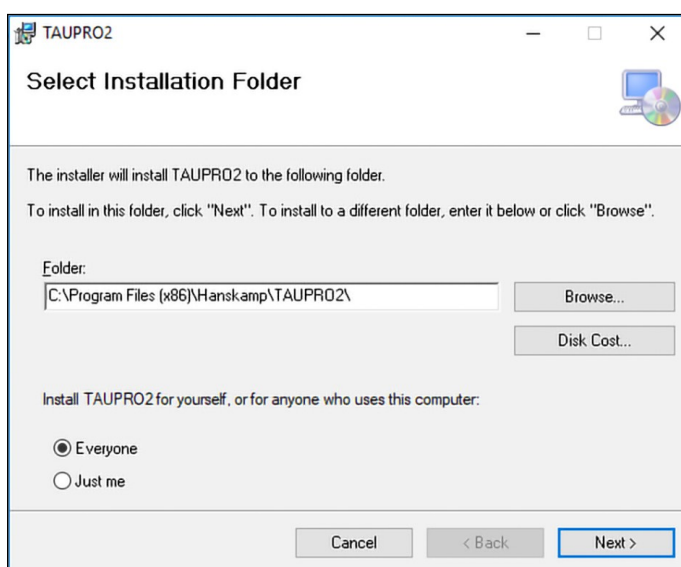 TAUPRO2
Select Installation Folder
The installer will install TAUPRO2 to the following folder.
To install in this folder, click "Next". To install to a different folder, enter it below or click "Browse".
Folder:
C:\Program Files (x86)\Hanskamp\TAUPRO2\
Browse...
Disk Cost...
Install TAUPRO2 for yourself, or for anyone who uses this computer:
Everyone
Just me
Cancel
< Back
Next >